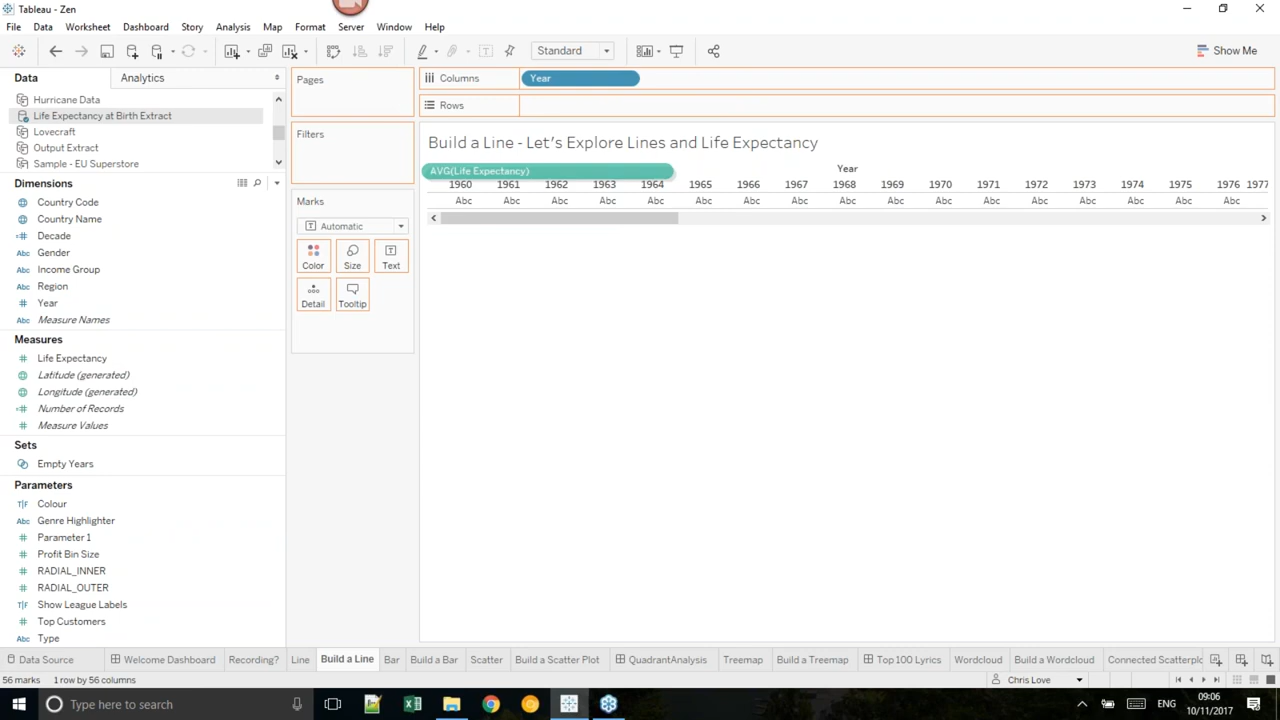 Tableau - Zen
File Data Worksheet Dashboard Story Analysis Map Format Server Window Help
Standard
Show Me
Data Analytics
Hurricane Data
Life Expectancy at Birth Extract
Lovecraft
Output Extract
Sample - EU Superstore
Dimensions
Country Code
Country Name
=# Decade
Abc Gender
Abc Income Group
Abc Region
# Year
Abc Measure Names
Measures
# Life Expectancy
Latitude (generated)
Longitude (generated)
=# Number of Records
# Measure Values
Sets
Empty Years
Parameters
T|F Colour
Abc Genre Highlighter
# Parameter 1
# Profit Bin Size
# RADIAL_INNER
# RADIAL_OUTER
T|F Show League Labels
# Top Customers
Abc Type
Pages
Filters
Marks
T Automatic
Color Size Text
Detail Tooltip
Columns Year
Rows
Build a Line - Let's Explore Lines and Life Expectancy
AVG(Life Expectancy) Year
1960 1961 1962 1963 1964 1965 1966 1967 1968 1969 1970 1971 1972 1973 1974 1975 1976 1977
Abc Abc Abc Abc Abc Abc Abc Abc Abc Abc Abc Abc Abc Abc Abc Abc Abc
Data Source Welcome Dashboard Recording? Line Build a Line Bar Build a Bar Scatter Build a Scatter Plot QuadrantAnalysis Treemap Build a Treemap Top 100 Lyrics Wordcloud Build a Wordcloud Connected Scatterplo
56 marks 1 row by 56 columns Chris Love
Type here to search ENG 09:06
10/11/2017